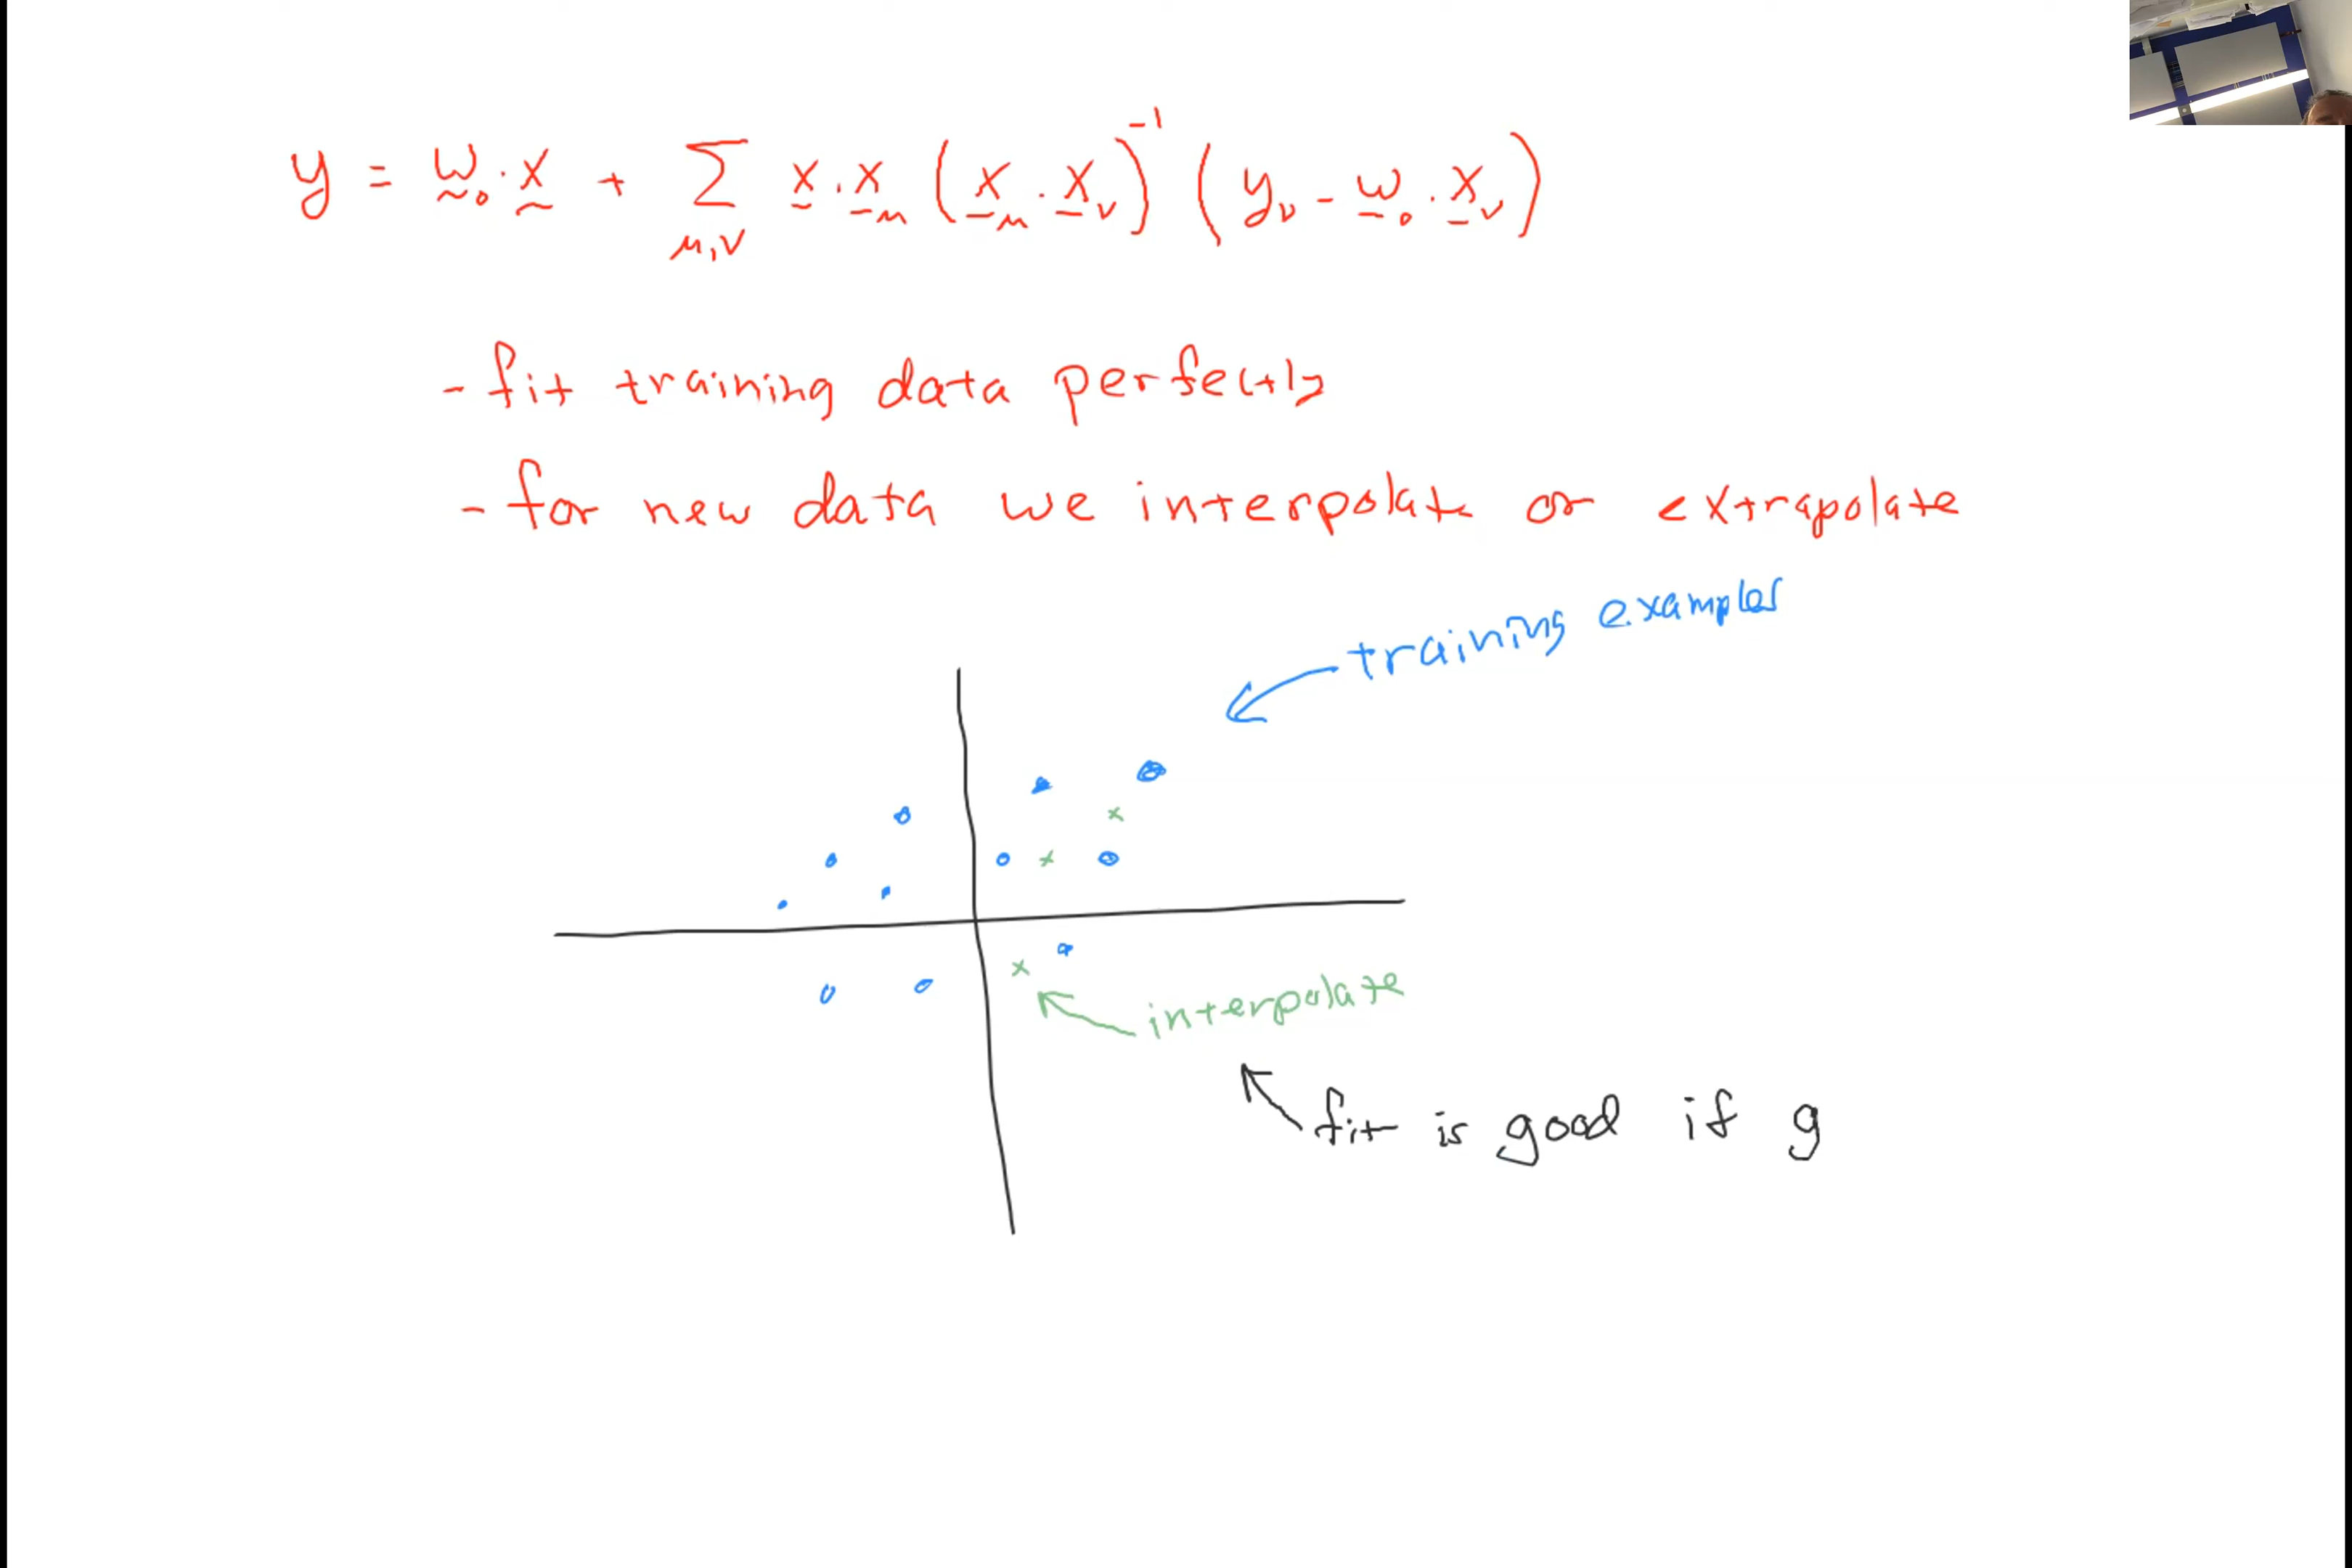 y = w₀ · x + Σ x · x_μ (x_μ · x_ν)⁻¹ (y_ν - w₀ · x_ν)
μ,ν
- fit training data perfectly
- for new data we interpolate or extrapolate
training examples
interpolate
fit is good if g